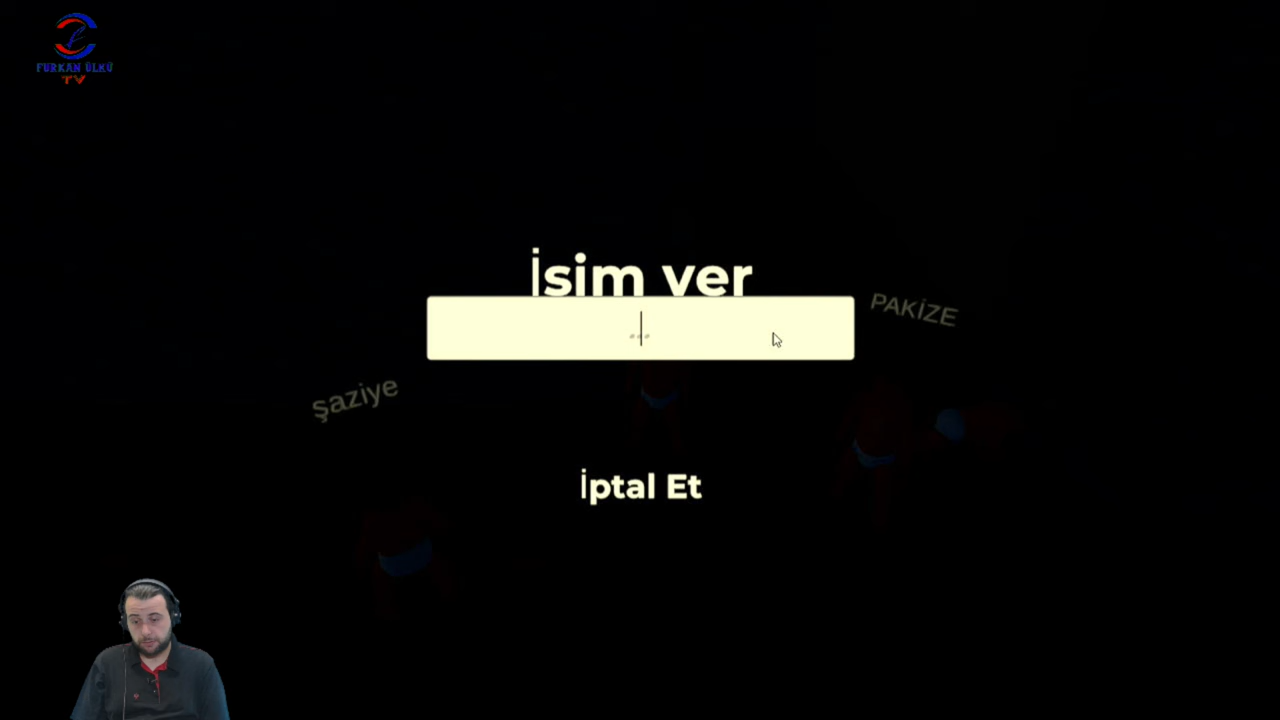 FURKAN ÜLKÜ
TV
İsim ver
...
PAKİZE
şaziye
İptal Et